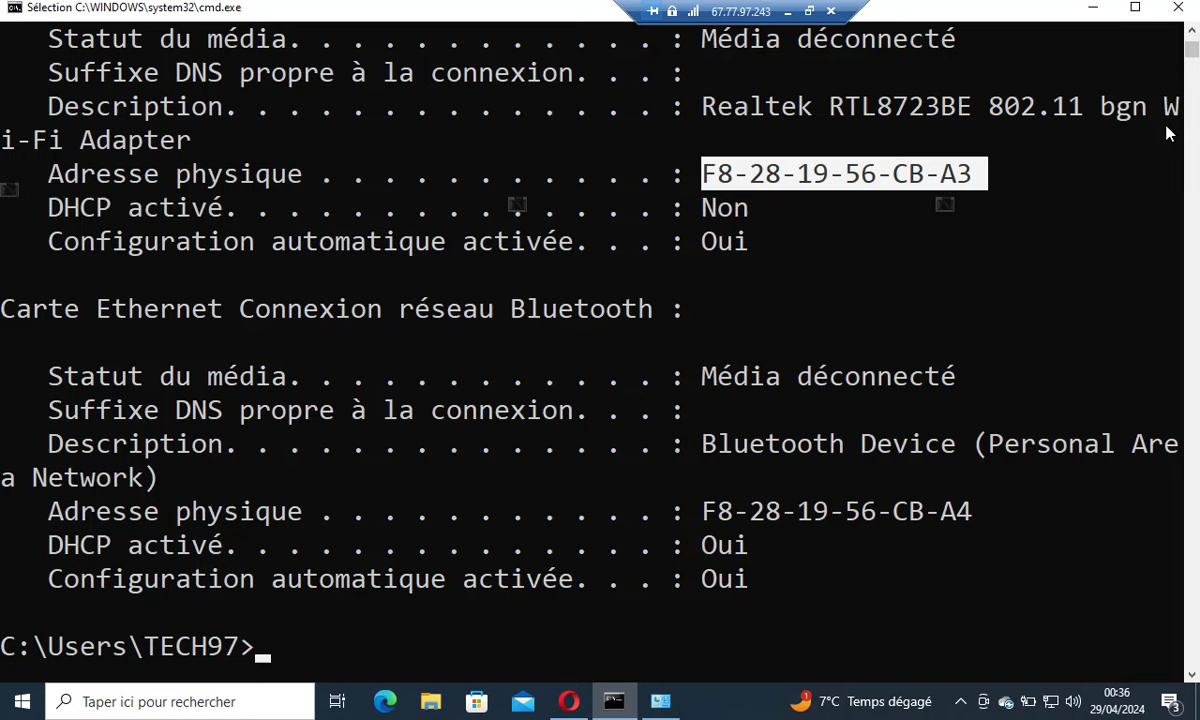 Sélection C:\WINDOWS\system32\cmd.exe
67.77.97.243
Statut du média. . . . . . . . . . . . : Média déconnecté
Suffixe DNS propre à la connexion. . . :
Description. . . . . . . . . . . . . . : Realtek RTL8723BE 802.11 bgn W
i-Fi Adapter
Adresse physique . . . . . . . . . . . : F8-28-19-56-CB-A3
DHCP activé. . . . . . . . . . . . . . : Non
Configuration automatique activée. . . : Oui
Carte Ethernet Connexion réseau Bluetooth :
Statut du média. . . . . . . . . . . . : Média déconnecté
Suffixe DNS propre à la connexion. . . :
Description. . . . . . . . . . . . . . : Bluetooth Device (Personal Are
a Network)
Adresse physique . . . . . . . . . . . : F8-28-19-56-CB-A4
DHCP activé. . . . . . . . . . . . . . : Oui
Configuration automatique activée. . . : Oui
C:\Users\TECH97>
Taper ici pour rechercher
1
7°C Temps dégagé
00:36
29/04/2024
3